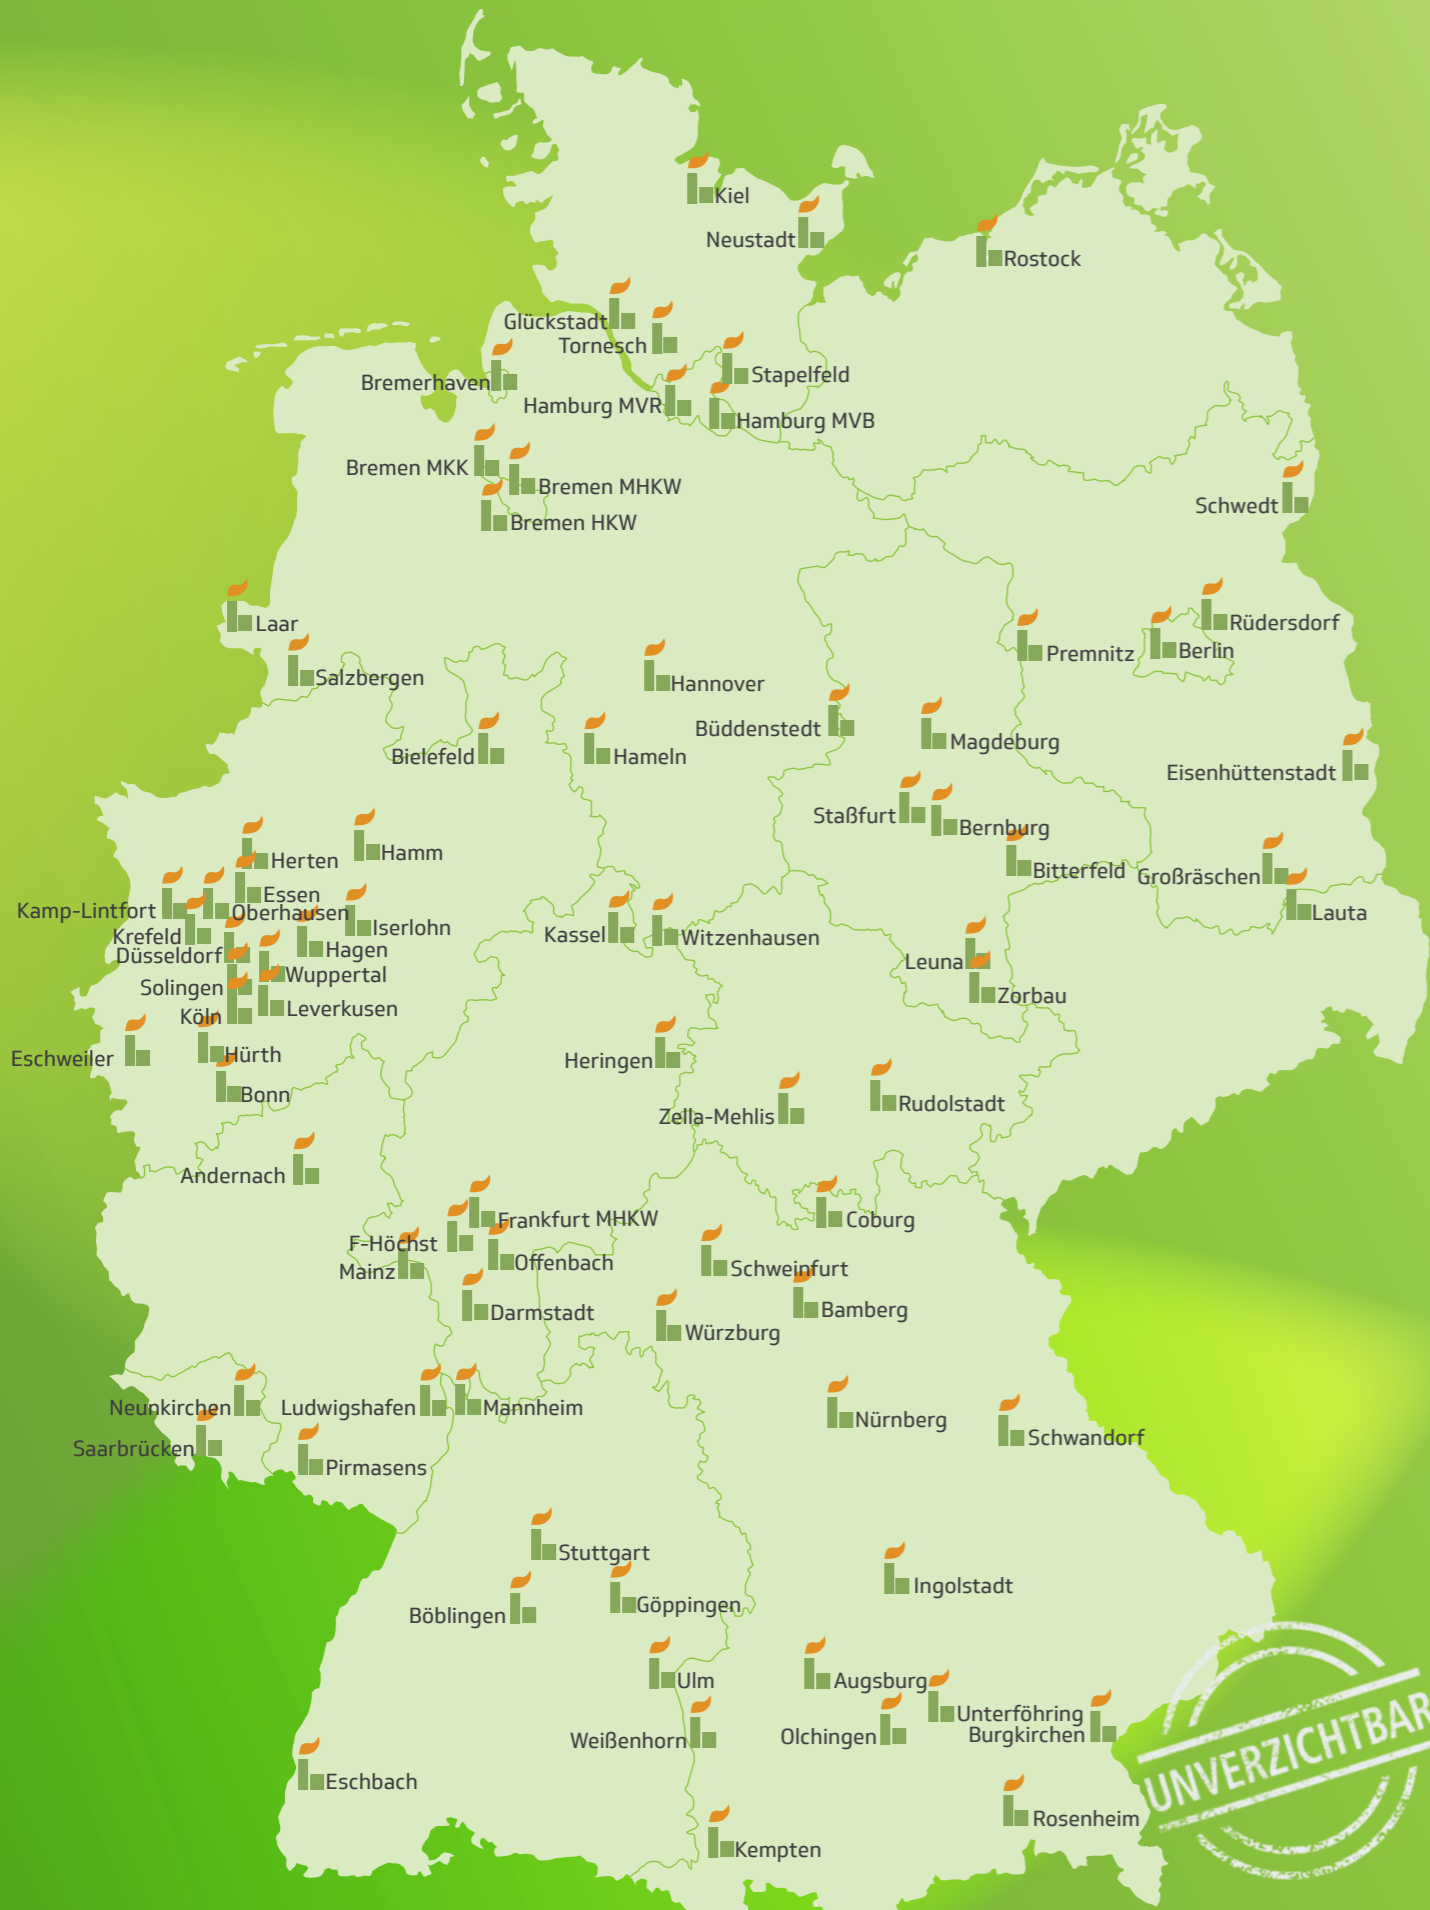 Kiel
Neustadt
Rostock
Glückstadt
Tornesch
Stapelfeld
Bremerhaven
Hamburg MVR
Hamburg MVB
Bremen MKK
Bremen MHKW
Bremen HKW
Schwedt
Laar
Rüdersdorf
Berlin
Premnitz
Salzbergen
Hannover
Büddenstedt
Magdeburg
Bielefeld
Hameln
Eisenhüttenstadt
Staßfurt
Bernburg
Herten
Hamm
Bitterfeld
Großräschen
Essen
Kamp-Lintfort
Oberhausen
Lauta
Iserlohn
Krefeld
Kassel
Witzenhausen
Hagen
Düsseldorf
Leuna
Wuppertal
Solingen
Zorbau
Leverkusen
Köln
Eschweiler
Hürth
Heringen
Bonn
Rudolstadt
Zella-Mehlis
Andernach
Frankfurt MHKW
Coburg
F-Höchst
Offenbach
Mainz
Schweinfurt
Darmstadt
Bamberg
Würzburg
Neunkirchen
Ludwigshafen
Mannheim
Nürnberg
Schwandorf
Saarbrücken
Pirmasens
Stuttgart
Ingolstadt
Göppingen
Böblingen
Ulm
Augsburg
Unterföhring
Burgkirchen
Olchingen
Weißenhorn
UNVERZICHTBAR
Eschbach
Rosenheim
Kempten